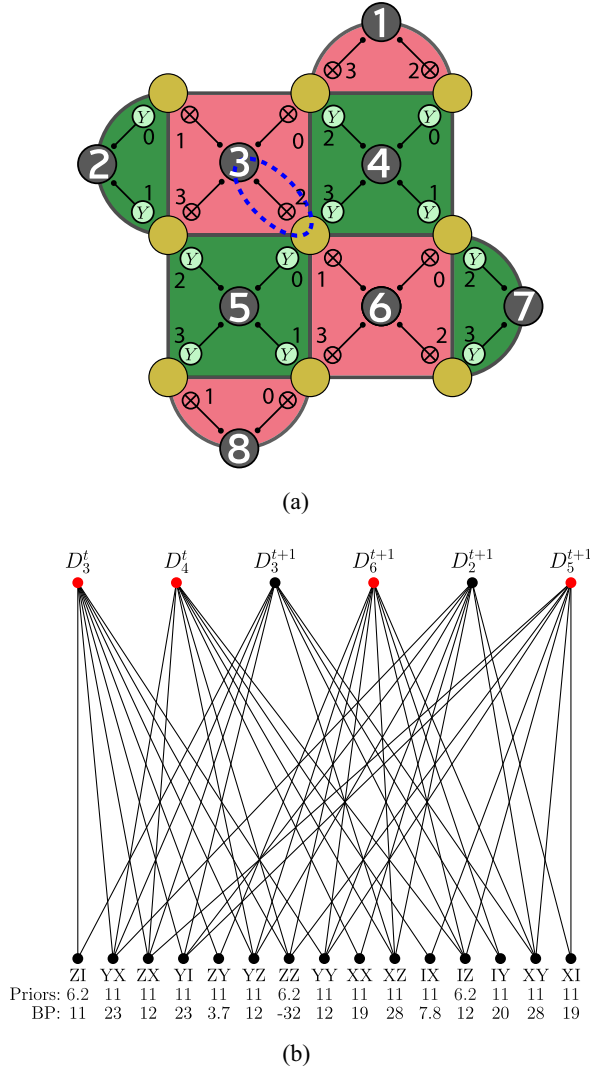 1
3 2
Y Y Y
1 0 2 0
0
2 3 4
1 3 2 3 1
Y Y Y
Y Y Y
2 0 1 0 2
5 6 7
3 1 3 2 3
Y Y Y
1 0
8
(a)
D_3^t D_4^t D_3^{t+1} D_6^{t+1} D_2^{t+1} D_5^{t+1}
ZI YX ZX YI ZY YZ ZZ YY XX XZ IX IZ IY XY XI
Priors: 6.2 11 11 11 11 11 6.2 11 11 11 11 6.2 11 11 11
BP: 11 23 12 23 3.7 12 -32 12 19 28 7.8 12 20 28 19
(b)